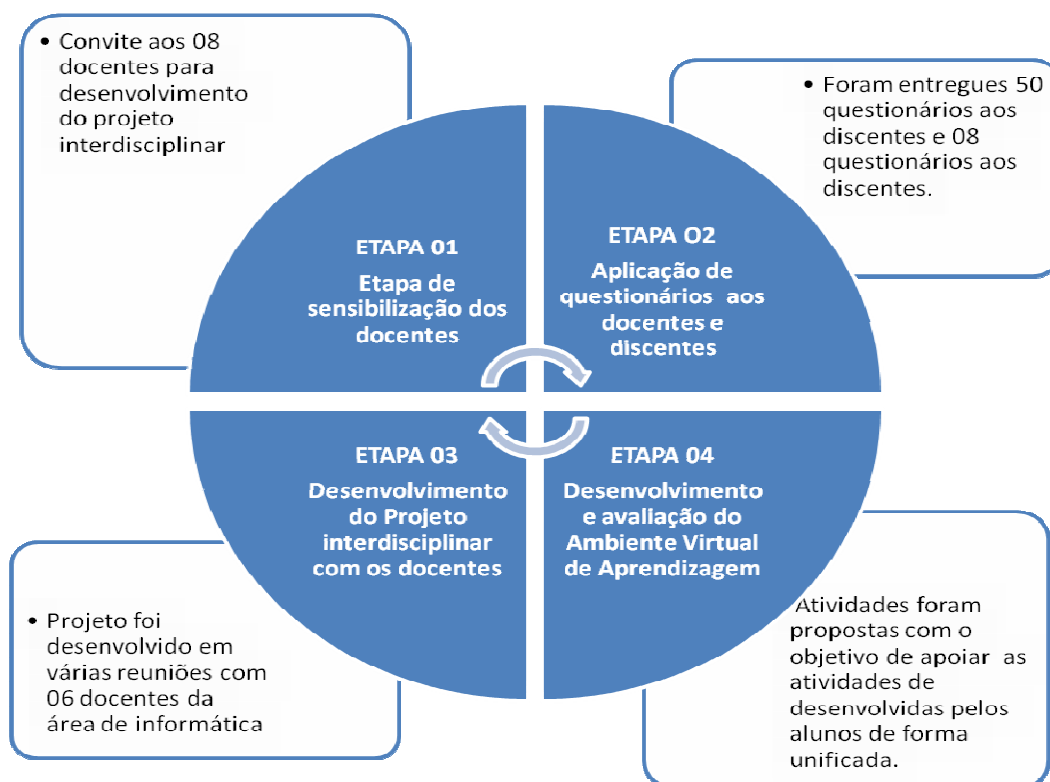 • Convite aos 08
docentes para
desenvolvimento
do projeto
interdisciplinar
• Foram entregues 50
questionários aos
discentes e 08
questionários aos
discentes.
ETAPA 01
Etapa de
sensibilização dos
docentes
ETAPA O2
Aplicação de
questionários aos
docentes e
discentes
ETAPA 03
Desenvolvimento
do Projeto
interdisciplinar
com os docentes
ETAPA 04
Desenvolvimento
e avaliação do
Ambiente Virtual
de Aprendizagem
• Projeto foi
desenvolvido em
várias reuniões com
06 docentes da
área de informática
Atividades foram
propostas com o
objetivo de apoiar as
atividades de
desenvolvidas pelos
alunos de forma
unificada.